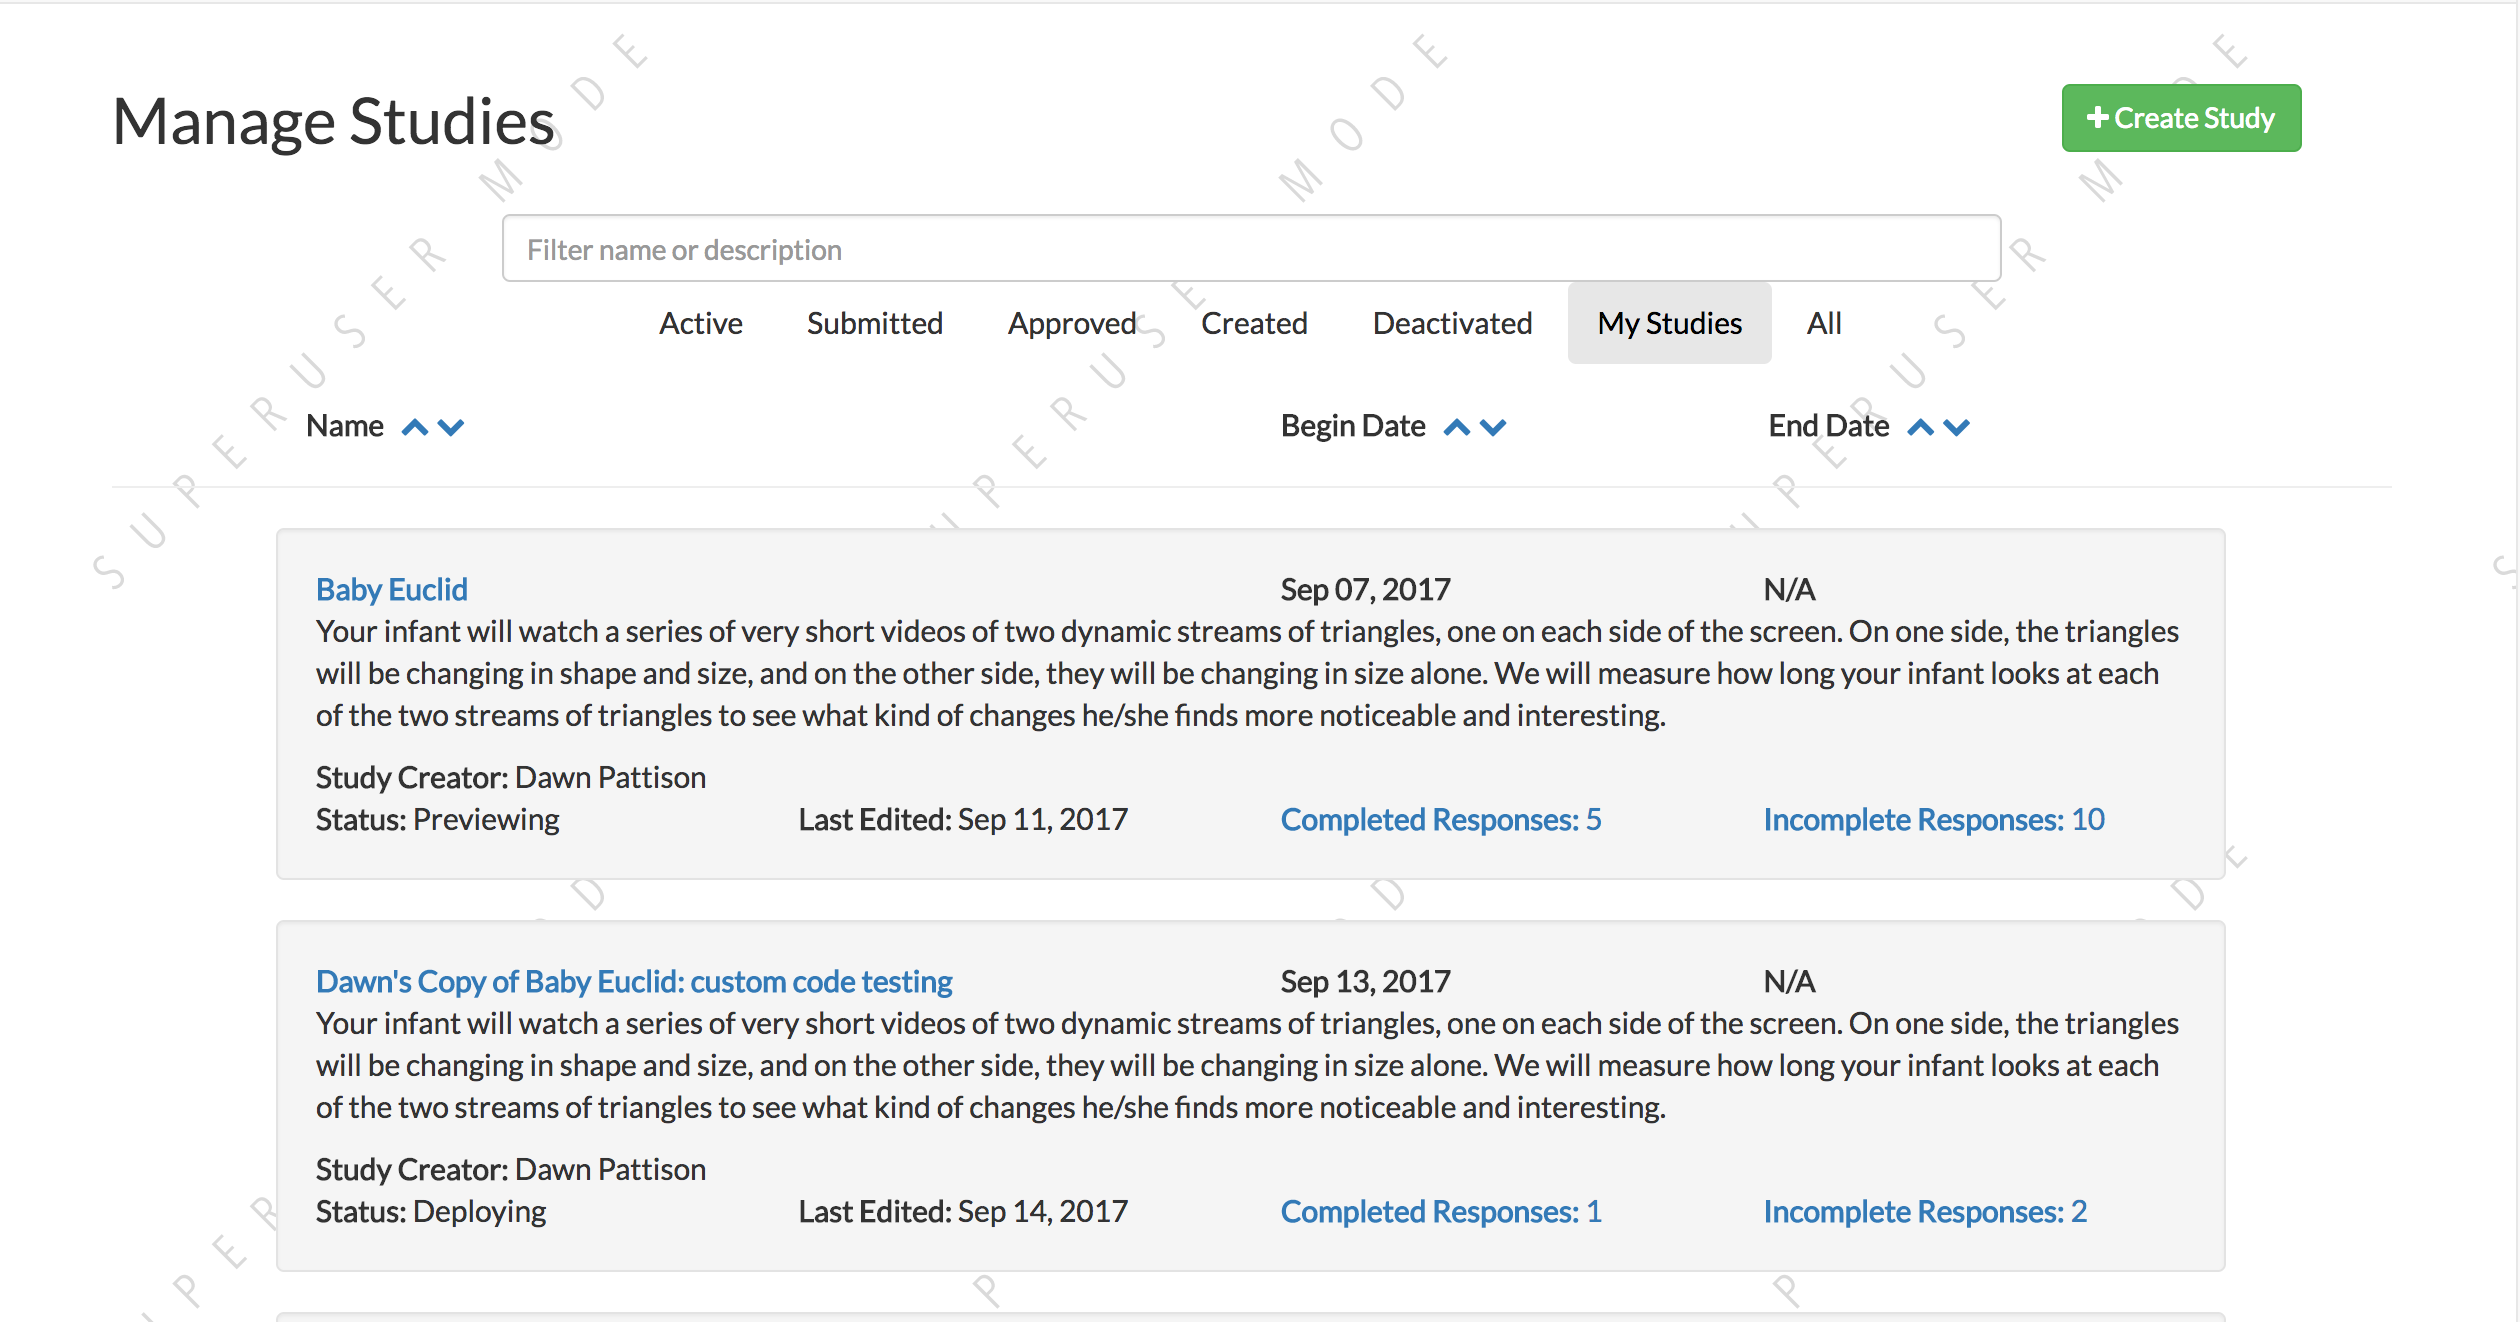 Manage Studies
+ Create Study
Filter name or description
Active Submitted Approved Created Deactivated My Studies All
Name Begin Date End Date
Baby Euclid Sep 07, 2017 N/A
Your infant will watch a series of very short videos of two dynamic streams of triangles, one on each side of the screen. On one side, the triangles
will be changing in shape and size, and on the other side, they will be changing in size alone. We will measure how long your infant looks at each
of the two streams of triangles to see what kind of changes he/she finds more noticeable and interesting.
Study Creator: Dawn Pattison
Status: Previewing Last Edited: Sep 11, 2017 Completed Responses: 5 Incomplete Responses: 10
Dawn's Copy of Baby Euclid: custom code testing Sep 13, 2017 N/A
Your infant will watch a series of very short videos of two dynamic streams of triangles, one on each side of the screen. On one side, the triangles
will be changing in shape and size, and on the other side, they will be changing in size alone. We will measure how long your infant looks at each
of the two streams of triangles to see what kind of changes he/she finds more noticeable and interesting.
Study Creator: Dawn Pattison
Status: Deploying Last Edited: Sep 14, 2017 Completed Responses: 1 Incomplete Responses: 2
SUPERUSER MODE
SUPERUSER MODE
SUPERUSER MODE